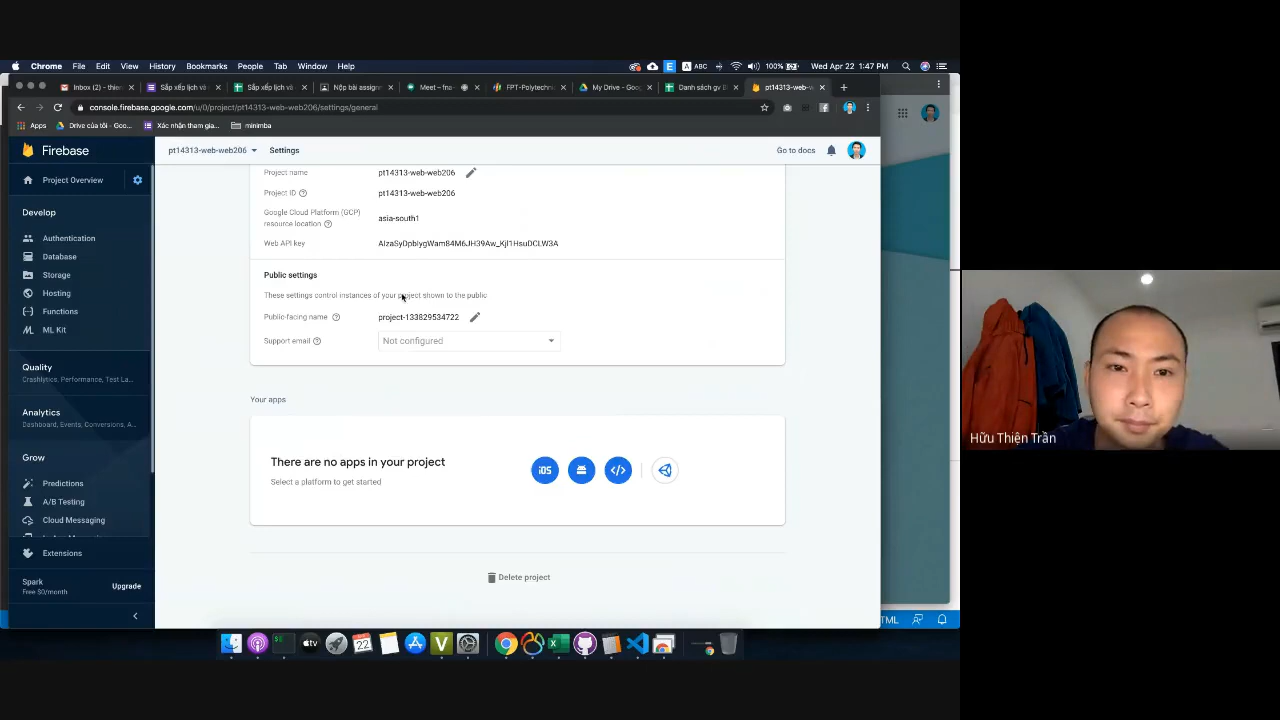 Chrome File Edit View History Bookmarks People Tab Window Help
ABC 100% Wed Apr 22 1:47 PM
Inbox (2) - thien
Sắp xếp lịch và
Sắp xếp lịch và
Nộp bài assign
Meet – fna-
FPT-Polytechni
My Drive - Goo
Danh sách gv B
pt14313-web-w
console.firebase.google.com/u/0/project/pt14313-web-web206/settings/general
Apps Drive của tôi - Goo... Xác nhận tham gia... minimba
Firebase
pt14313-web-web206 Settings Go to docs
Project Overview
Develop
Authentication
Database
Storage
Hosting
Functions
ML Kit
Quality
Crashlytics, Performance, Test La...
Analytics
Dashboard, Events, Conversions, A...
Grow
Predictions
A/B Testing
Cloud Messaging
Extensions
Spark
Free $0/month
Upgrade
Project name pt14313-web-web206
Project ID pt14313-web-web206
Google Cloud Platform (GCP)
resource location asia-south1
Web API key
Public settings
These settings control instances of your project shown to the public
Public-facing name project-133829534722
Support email Not configured
Your apps
There are no apps in your project
Select a platform to get started
iOS
Delete project
Hữu Thiện Trần
22